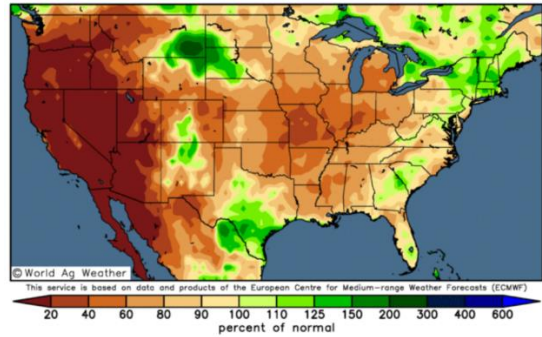 © World Ag Weather
This service is based on data and products of the European Centre for Medium-range Weather Forecasts (ECMWF)
20 40 60 80 90 100 110 125 150 200 300 400 600
percent of normal